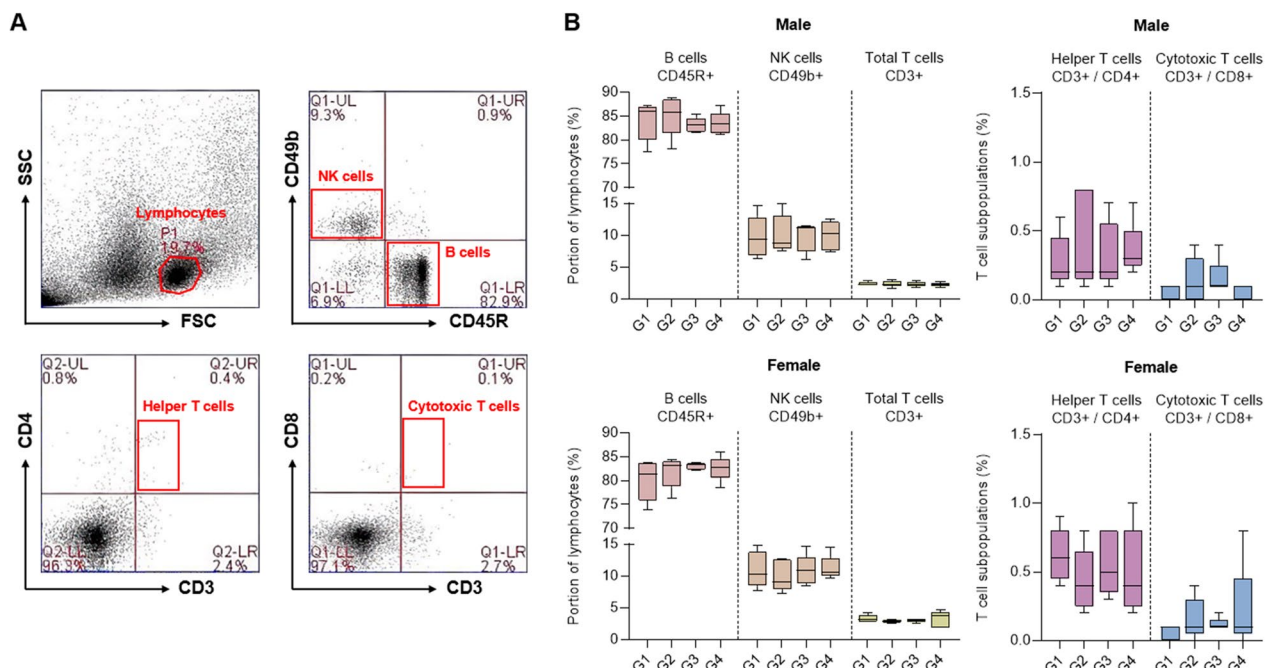 A
SSC
Lymphocytes
P1
19.7%
FSC
CD49b
Q1-UL
9.3%
Q1-UR
0.9%
NK cells
B cells
Q1-LL
6.9%
Q1-LR
82.9%
CD45R
CD4
Q2-UL
0.8%
Q2-UR
0.4%
Helper T cells
Q2-LL
96.3%
Q2-LR
2.4%
CD3
CD8
Q1-UL
0.2%
Q1-UR
0.1%
Cytotoxic T cells
Q1-LL
97.1%
Q1-LR
2.7%
CD3
B
Male
B cells
CD45R+
NK cells
CD49b+
Total T cells
CD3+
Portion of lymphocytes (%)
90
85
80
75
70
65
60
15
10
5
0
G1 G2 G3 G4 G1 G2 G3 G4 G1 G2 G3 G4
Male
Helper T cells
CD3+ / CD4+
Cytotoxic T cells
CD3+ / CD8+
T cell subpopulations (%)
1.5
1.0
0.5
0.0
G1 G2 G3 G4 G1 G2 G3 G4
Female
B cells
CD45R+
NK cells
CD49b+
Total T cells
CD3+
Portion of lymphocytes (%)
90
85
80
75
70
65
60
15
10
5
0
G1 G2 G3 G4 G1 G2 G3 G4 G1 G2 G3 G4
Female
Helper T cells
CD3+ / CD4+
Cytotoxic T cells
CD3+ / CD8+
T cell subpopulations (%)
1.5
1.0
0.5
0.0
G1 G2 G3 G4 G1 G2 G3 G4